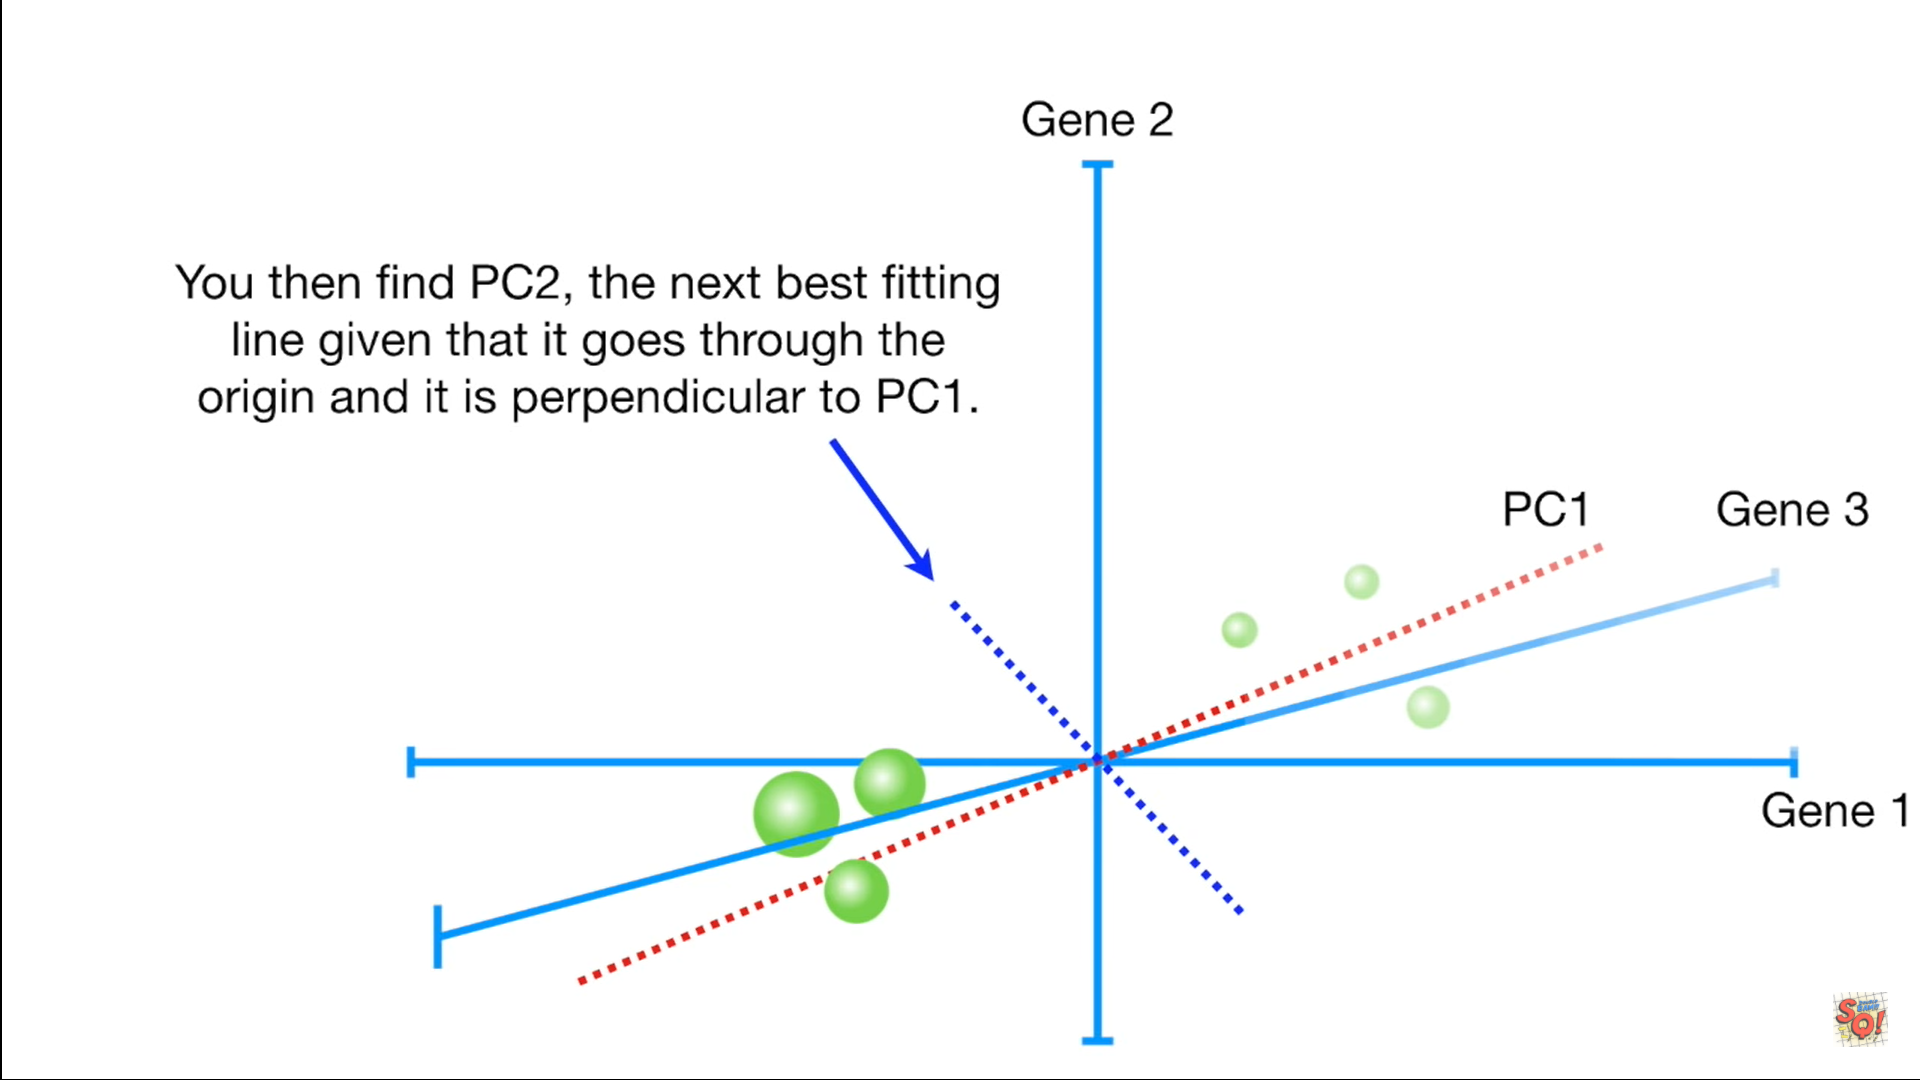 Gene 2
You then find PC2, the next best fitting
line given that it goes through the
origin and it is perpendicular to PC1.
PC1
Gene 3
Gene 1
SQ!